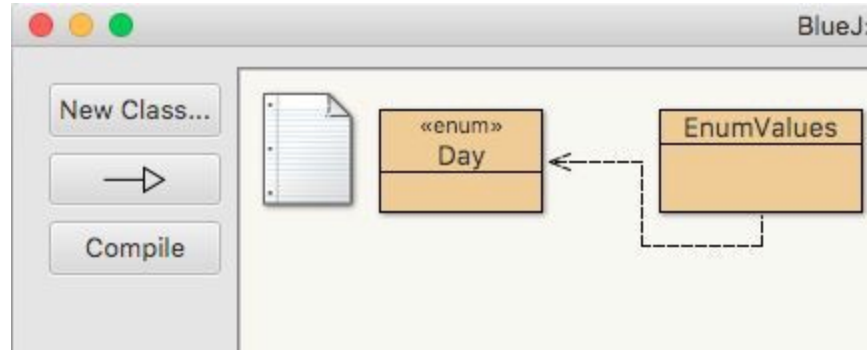 BlueJ:
New Class...
Compile
«enum»
Day
EnumValues